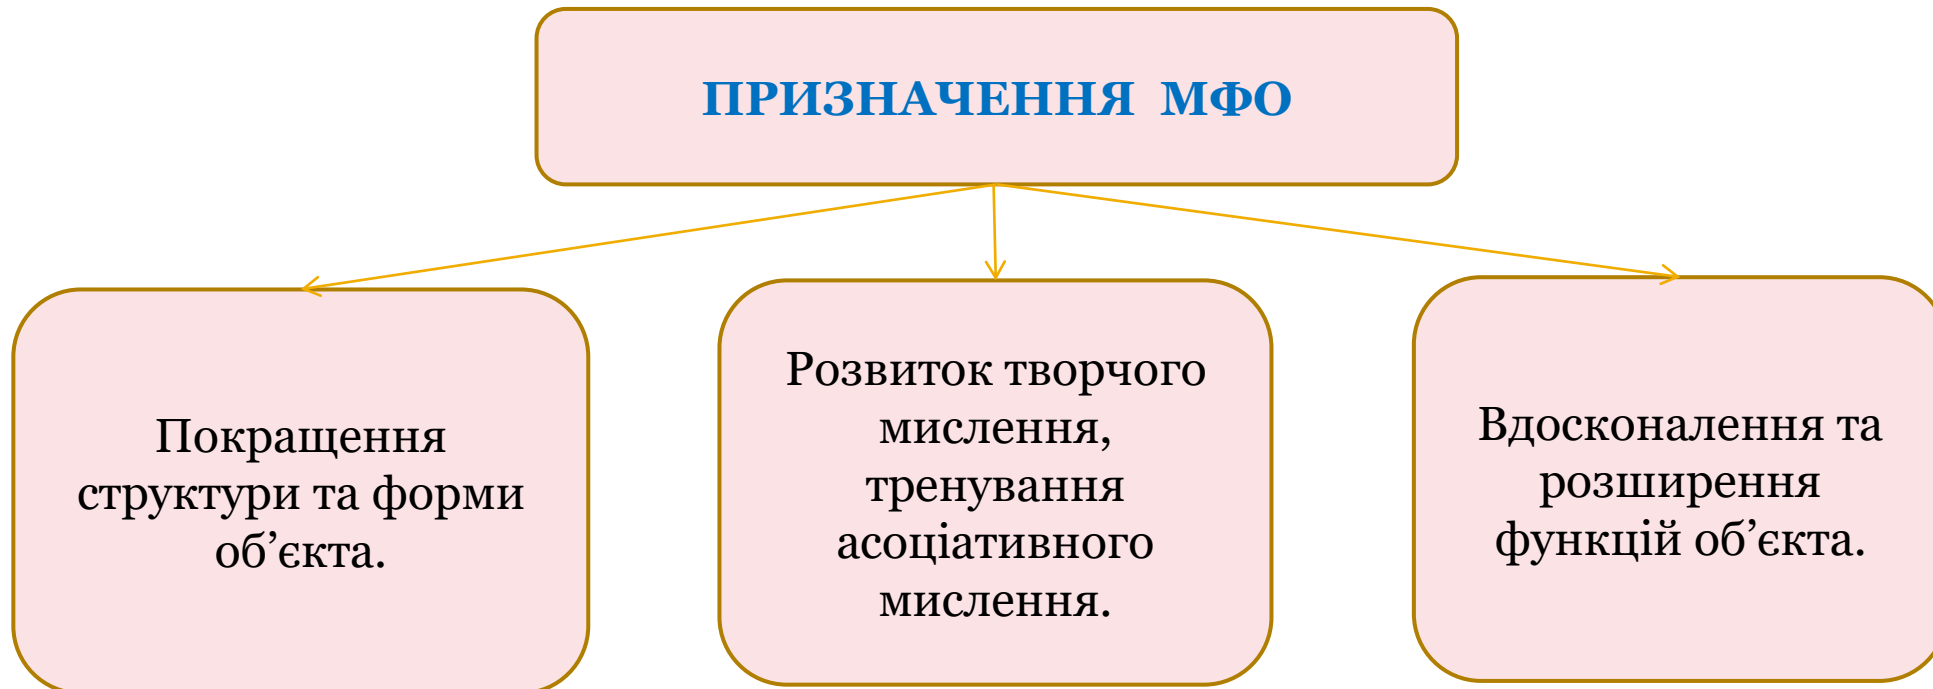 ПРИЗНАЧЕННЯ МФО
Покращення
структури та форми
об’єкта.
Розвиток творчого
мислення,
тренування
асоціативного
мислення.
Вдосконалення та
розширення
функцій об’єкта.